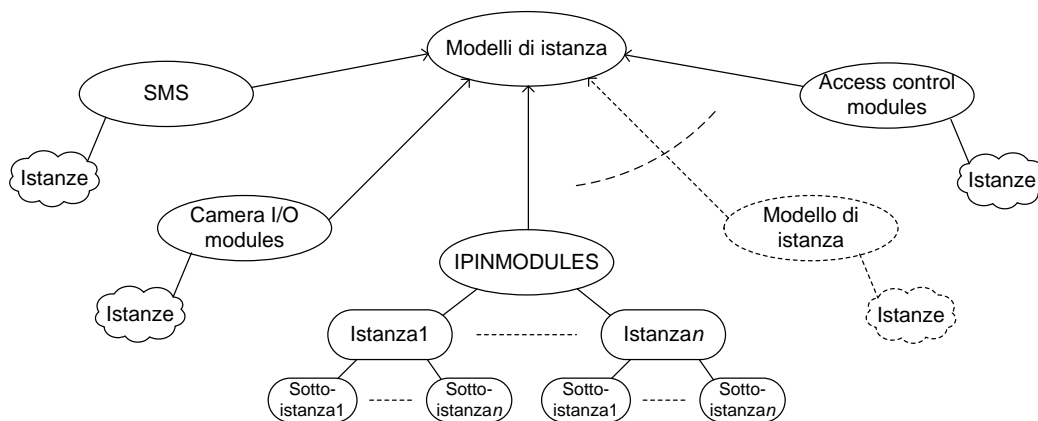 Modelli di istanza
SMS
Access control
modules
Istanze
Istanze
Camera I/O
modules
Modello di
istanza
IPINMODULES
Istanze
Istanze
Istanza1
Istanzan
Sotto-
istanza1
Sotto-
istanzan
Sotto-
istanza1
Sotto-
istanzan